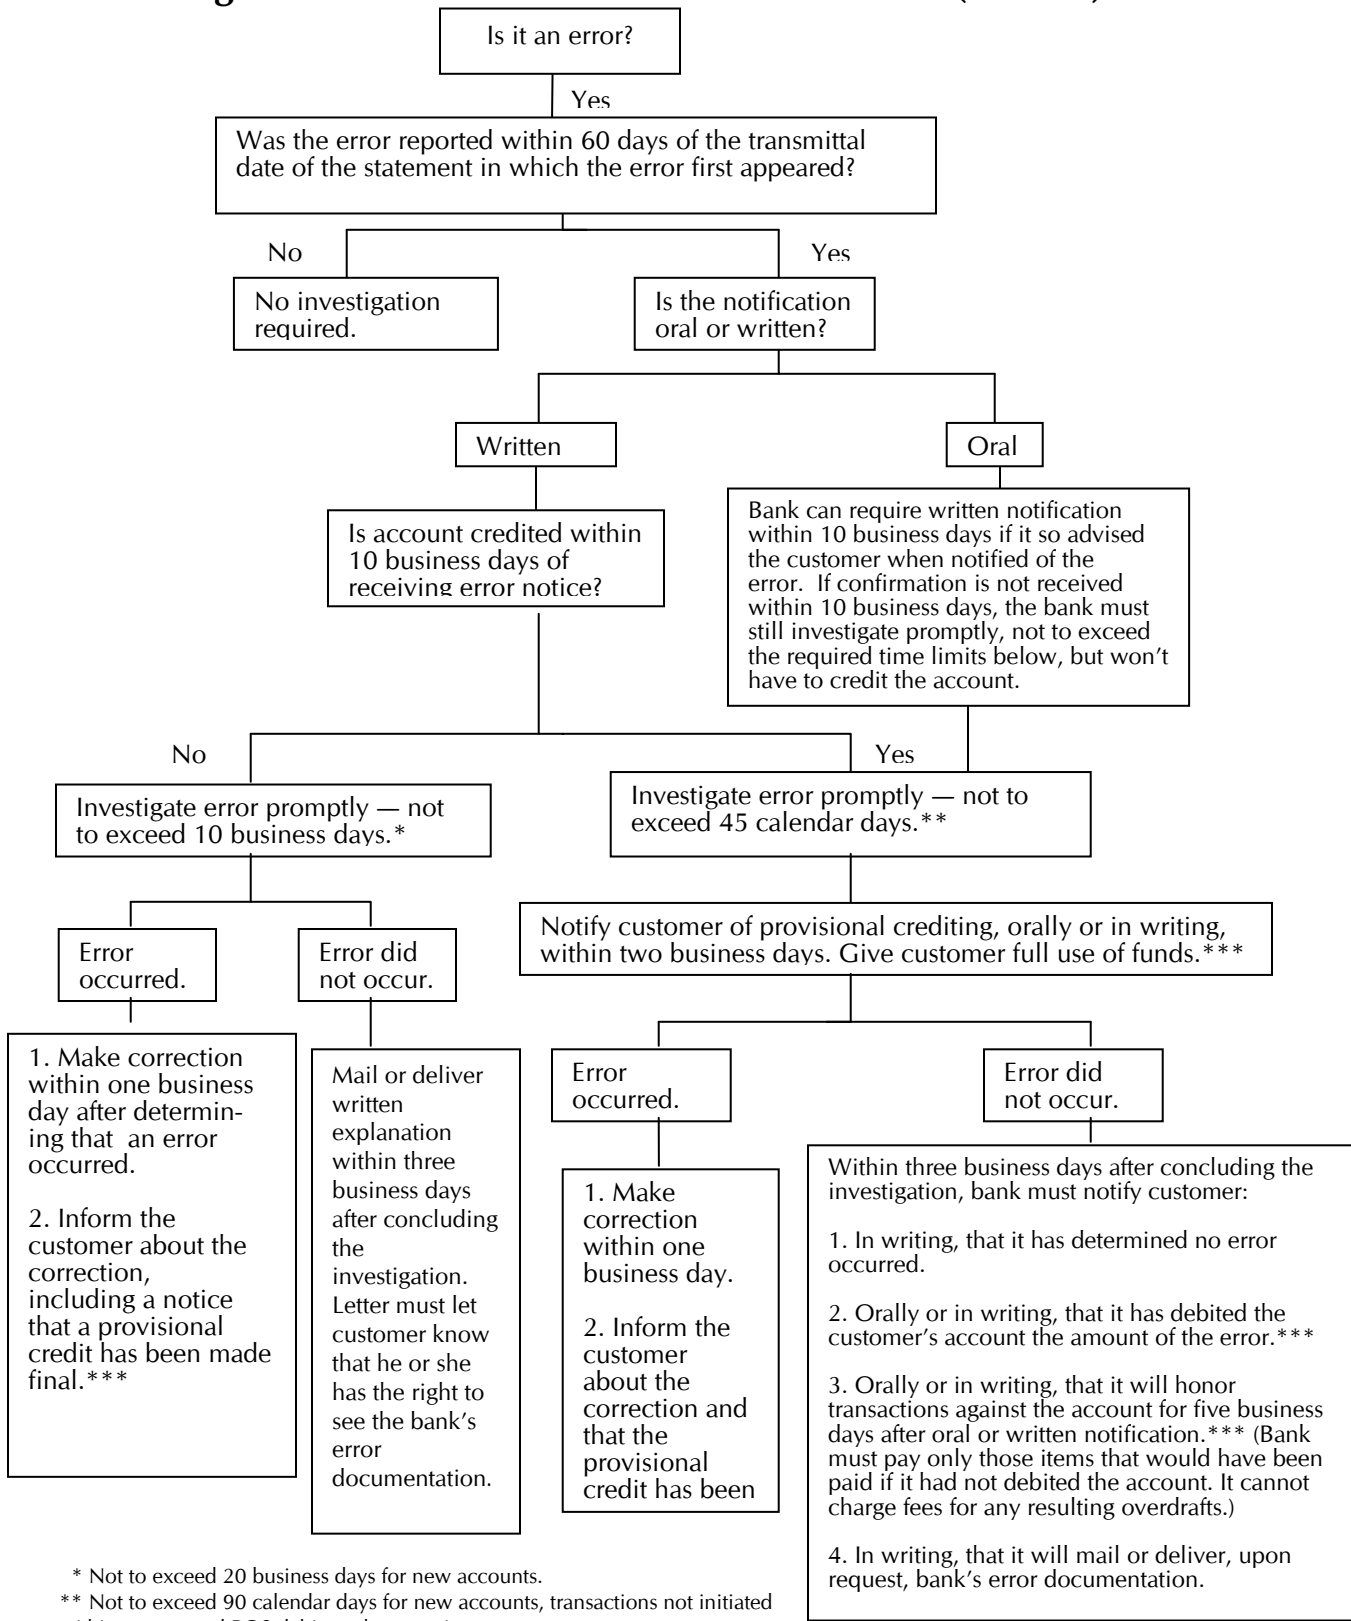 Is it an error?
Yes
Was the error reported within 60 days of the transmittal
date of the statement in which the error first appeared?
No
Yes
No investigation
required.
Is the notification
oral or written?
Written
Oral
Is account credited within
10 business days of
receiving error notice?
Bank can require written notification
within 10 business days if it so advised
the customer when notified of the
error. If confirmation is not received
within 10 business days, the bank must
still investigate promptly, not to exceed
the required time limits below, but won't
have to credit the account.
No
Yes
Investigate error promptly — not
to exceed 10 business days.*
Investigate error promptly — not to
exceed 45 calendar days.**
Notify customer of provisional crediting, orally or in writing,
within two business days. Give customer full use of funds.***
Error
occurred.
Error did
not occur.
1. Make correction
within one business
day after determin-
ing that an error
occurred.
2. Inform the
customer about the
correction,
including a notice
that a provisional
credit has been made
final.***
Mail or deliver
written
explanation
within three
business days
after concluding
the
investigation.
Letter must let
customer know
that he or she
has the right to
see the bank's
error
documentation.
Error
occurred.
Error did
not occur.
1. Make
correction
within one
business day.
2. Inform the
customer
about the
correction and
that the
provisional
credit has been
Within three business days after concluding the
investigation, bank must notify customer:
1. In writing, that it has determined no error
occurred.
2. Orally or in writing, that it has debited the
customer's account the amount of the error.***
3. Orally or in writing, that it will honor
transactions against the account for five business
days after oral or written notification.*** (Bank
must pay only those items that would have been
paid if it had not debited the account. It cannot
charge fees for any resulting overdrafts.)
4. In writing, that it will mail or deliver, upon
request, bank's error documentation.
* Not to exceed 20 business days for new accounts.
** Not to exceed 90 calendar days for new accounts, transactions not initiated